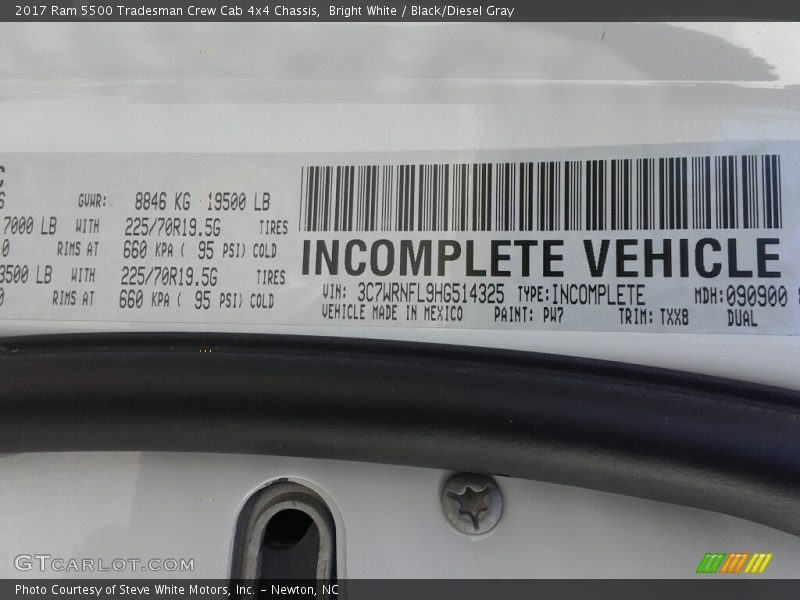 2017 Ram 5500 Tradesman Crew Cab 4x4 Chassis,  Bright White / Black/Diesel Gray
GVWR: 8846 KG 19500 LB
7000 LB WITH 225/70R19.5G TIRES
0 RIMS AT 660 KPA ( 95 PSI) COLD
3500 LB WITH 225/70R19.5G TIRES
RIMS AT 660 KPA ( 95 PSI) COLD
INCOMPLETE VEHICLE
VIN: 3C7WRNFL9HG514325 TYPE:INCOMPLETE MDH:090900
VEHICLE MADE IN MEXICO PAINT: PW7 TRIM: TXX8 DUAL
GTCARLOT.COM
Photo Courtesy of Steve White Motors, Inc. – Newton, NC